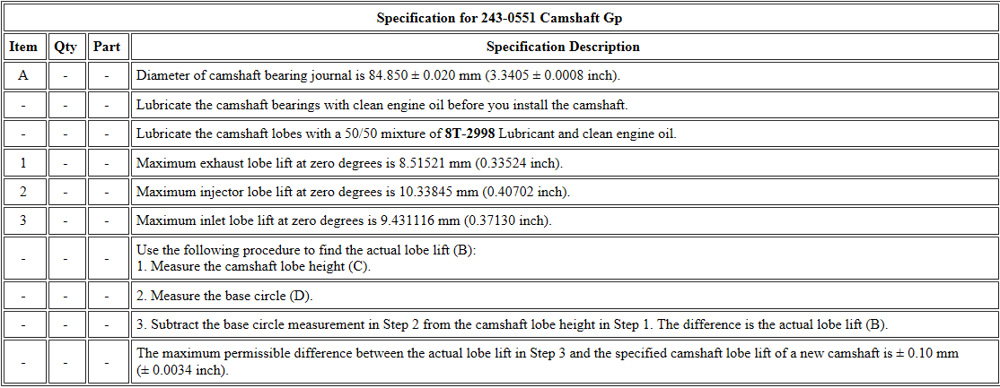 Specification for 243-0551 Camshaft Gp
Item Qty Part Specification Description
A - - Diameter of camshaft bearing journal is 84.850 ± 0.020 mm (3.3405 ± 0.0008 inch).
- - - Lubricate the camshaft bearings with clean engine oil before you install the camshaft.
- - - Lubricate the camshaft lobes with a 50/50 mixture of 8T-2998 Lubricant and clean engine oil.
1 - - Maximum exhaust lobe lift at zero degrees is 8.51521 mm (0.33524 inch).
2 - - Maximum injector lobe lift at zero degrees is 10.33845 mm (0.40702 inch).
3 - - Maximum inlet lobe lift at zero degrees is 9.431116 mm (0.37130 inch).
- - - Use the following procedure to find the actual lobe lift (B):
1. Measure the camshaft lobe height (C).
- - - 2. Measure the base circle (D).
- - - 3. Subtract the base circle measurement in Step 2 from the camshaft lobe height in Step 1. The difference is the actual lobe lift (B).
- - - The maximum permissible difference between the actual lobe lift in Step 3 and the specified camshaft lobe lift of a new camshaft is ± 0.10 mm
(± 0.0034 inch).